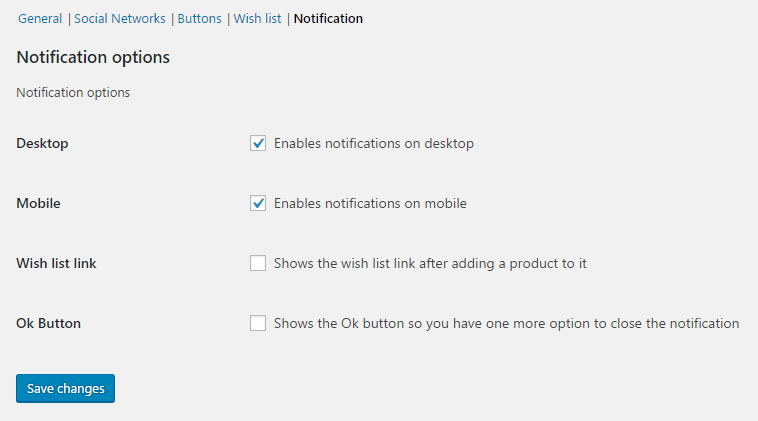 General | Social Networks | Buttons | Wish list | Notification
Notification options
Notification options
Desktop Enables notifications on desktop
Mobile Enables notifications on mobile
Wish list link Shows the wish list link after adding a product to it
Ok Button Shows the Ok button so you have one more option to close the notification
Save changes